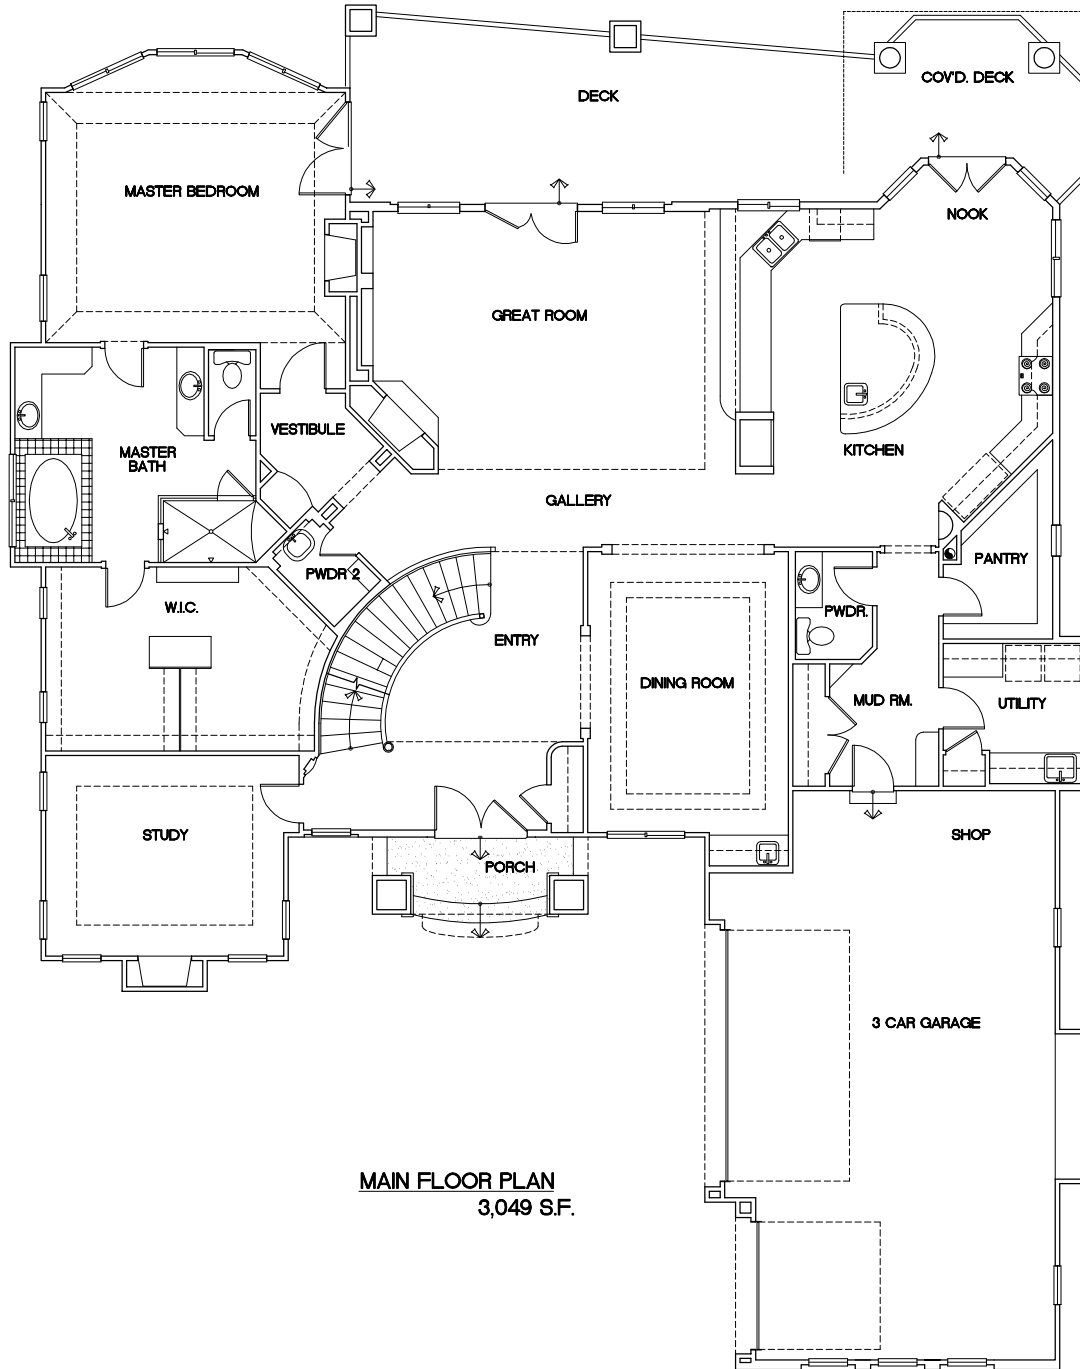 COV'D. DECK
DECK
MASTER BEDROOM
NOOK
GREAT ROOM
VESTIBULE
KITCHEN
MASTER
BATH
GALLERY
PANTRY
PWDR 2
W.I.C.
PWDR.
ENTRY
DINING ROOM
MUD RM.
UTILITY
STUDY
SHOP
PORCH
3 CAR GARAGE
MAIN FLOOR PLAN
3,049 S.F.